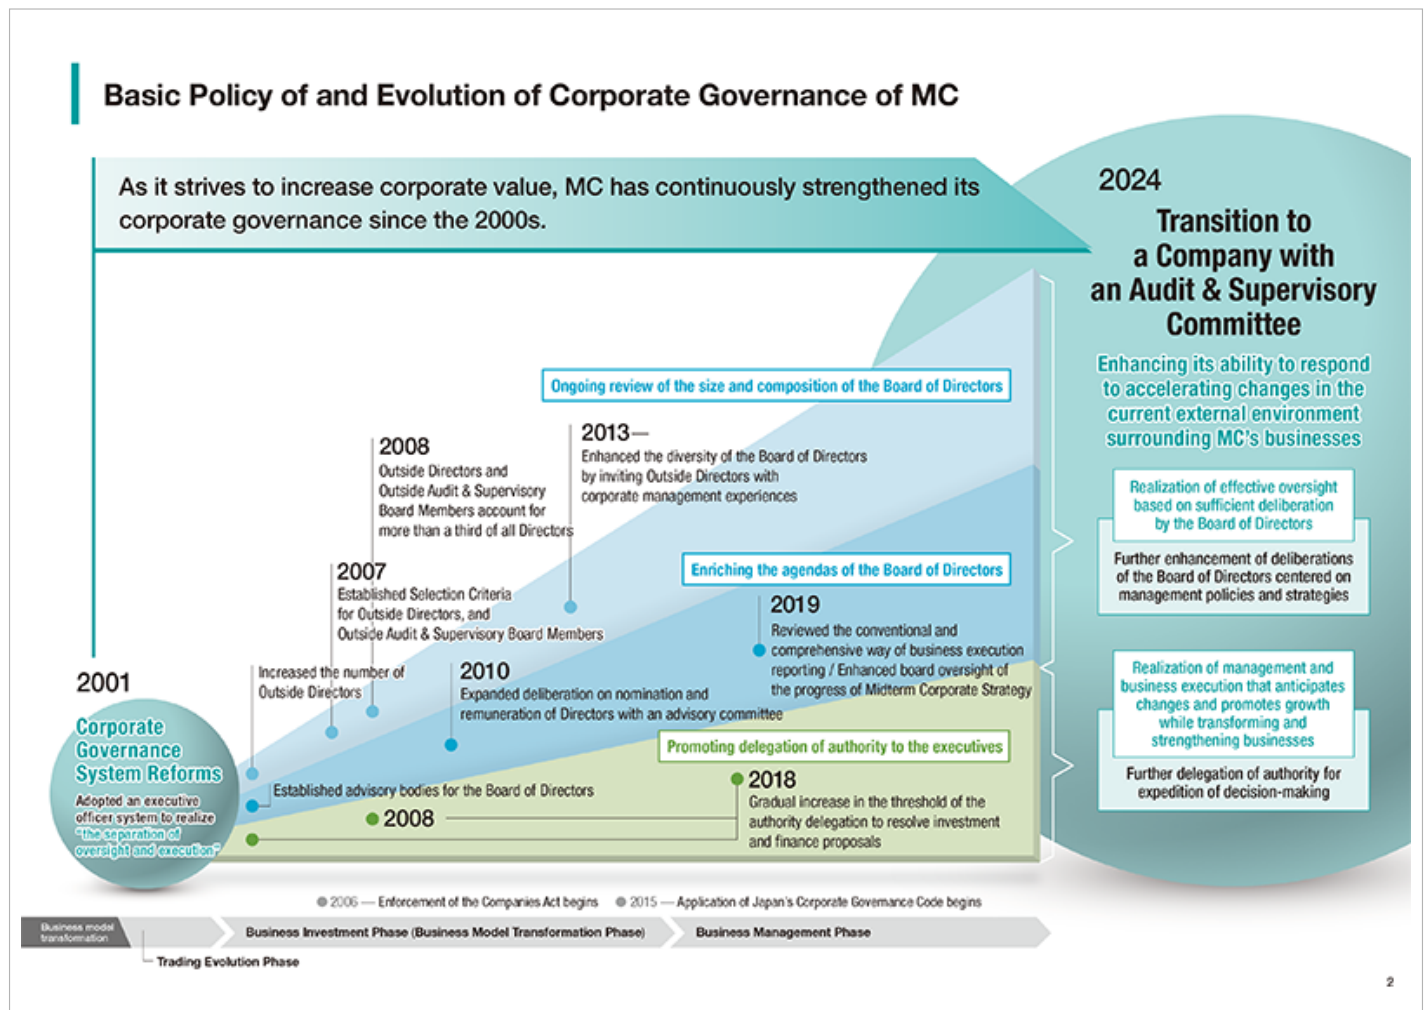 Basic Policy of and Evolution of Corporate Governance of MC
As it strives to increase corporate value, MC has continuously strengthened its
corporate governance since the 2000s.
2001
Corporate
Governance
System Reforms
Adopted an executive
officer system to realize
"the separation of
oversight and execution"
Increased the number of
Outside Directors
2007
Established Selection Criteria
for Outside Directors, and
Outside Audit & Supervisory Board Members
2008
Outside Directors and
Outside Audit & Supervisory
Board Members account for
more than a third of all Directors
Ongoing review of the size and composition of the Board of Directors
2013—
Enhanced the diversity of the Board of Directors
by inviting Outside Directors with
corporate management experiences
Enriching the agendas of the Board of Directors
Established advisory bodies for the Board of Directors
2010
Expanded deliberation on nomination and
remuneration of Directors with an advisory committee
2019
Reviewed the conventional and
comprehensive way of business execution
reporting / Enhanced board oversight of
the progress of Midterm Corporate Strategy
Promoting delegation of authority to the executives
2008
2018
Gradual increase in the threshold of the
authority delegation to resolve investment
and finance proposals
2024
Transition to
a Company with
an Audit & Supervisory
Committee
Enhancing its ability to respond
to accelerating changes in the
current external environment
surrounding MC's businesses
Realization of effective oversight
based on sufficient deliberation
by the Board of Directors
Further enhancement of deliberations
of the Board of Directors centered on
management policies and strategies
Realization of management and
business execution that anticipates
changes and promotes growth
while transforming and
strengthening businesses
Further delegation of authority for
expedition of decision-making
2006 — Enforcement of the Companies Act begins
2015 — Application of Japan's Corporate Governance Code begins
Business model
transformation
Trading Evolution Phase
Business Investment Phase (Business Model Transformation Phase)
Business Management Phase
2